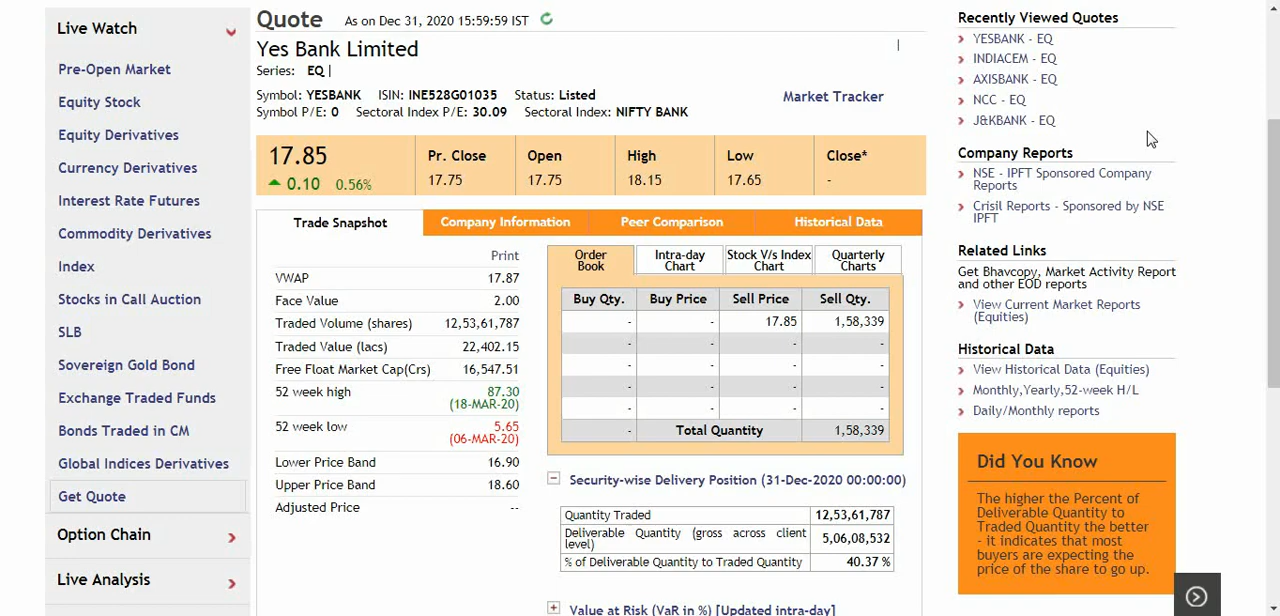 Live Watch
Pre-Open Market
Equity Stock
Equity Derivatives
Currency Derivatives
Interest Rate Futures
Commodity Derivatives
Index
Stocks in Call Auction
SLB
Sovereign Gold Bond
Exchange Traded Funds
Bonds Traded in CM
Global Indices Derivatives
Get Quote
Option Chain
Live Analysis
Quote As on Dec 31, 2020 15:59:59 IST
Yes Bank Limited
Series: EQ |
Symbol: YESBANK ISIN: INE528G01035 Status: Listed
Symbol P/E: 0 Sectoral Index P/E: 30.09 Sectoral Index: NIFTY BANK
Market Tracker
17.85 Pr. Close Open High Low Close*
0.10 0.56% 17.75 17.75 18.15 17.65 -
Trade Snapshot Company Information Peer Comparison Historical Data
Print
VWAP 17.87
Face Value 2.00
Traded Volume (shares) 12,53,61,787
Traded Value (lacs) 22,402.15
Free Float Market Cap(Crs) 16,547.51
52 week high 87.30
(18-MAR-20)
52 week low 5.65
(06-MAR-20)
Lower Price Band 16.90
Upper Price Band 18.60
Adjusted Price --
Order Book
Intra-day Chart
Stock V/s Index Chart
Quarterly Charts
Buy Qty. Buy Price Sell Price Sell Qty.
- - 17.85 1,58,339
- - - -
- - - -
- - - -
- - - -
- Total Quantity 1,58,339
Security-wise Delivery Position (31-Dec-2020 00:00:00)
Quantity Traded 12,53,61,787
Deliverable Quantity (gross across client level) 5,06,08,532
% of Deliverable Quantity to Traded Quantity 40.37 %
Value at Risk (VaR in %) [Updated intra-day]
Recently Viewed Quotes
YESBANK - EQ
INDIACEM - EQ
AXISBANK - EQ
NCC - EQ
J&KBANK - EQ
Company Reports
NSE - IPFT Sponsored Company
Reports
Crisil Reports - Sponsored by NSE
IPFT
Related Links
Get Bhavcopy, Market Activity Report
and other EOD reports
View Current Market Reports
(Equities)
Historical Data
View Historical Data (Equities)
Monthly,Yearly,52-week H/L
Daily/Monthly reports
Did You Know
The higher the Percent of
Deliverable Quantity to
Traded Quantity the better
- it indicates that most
buyers are expecting the
price of the share to go up.